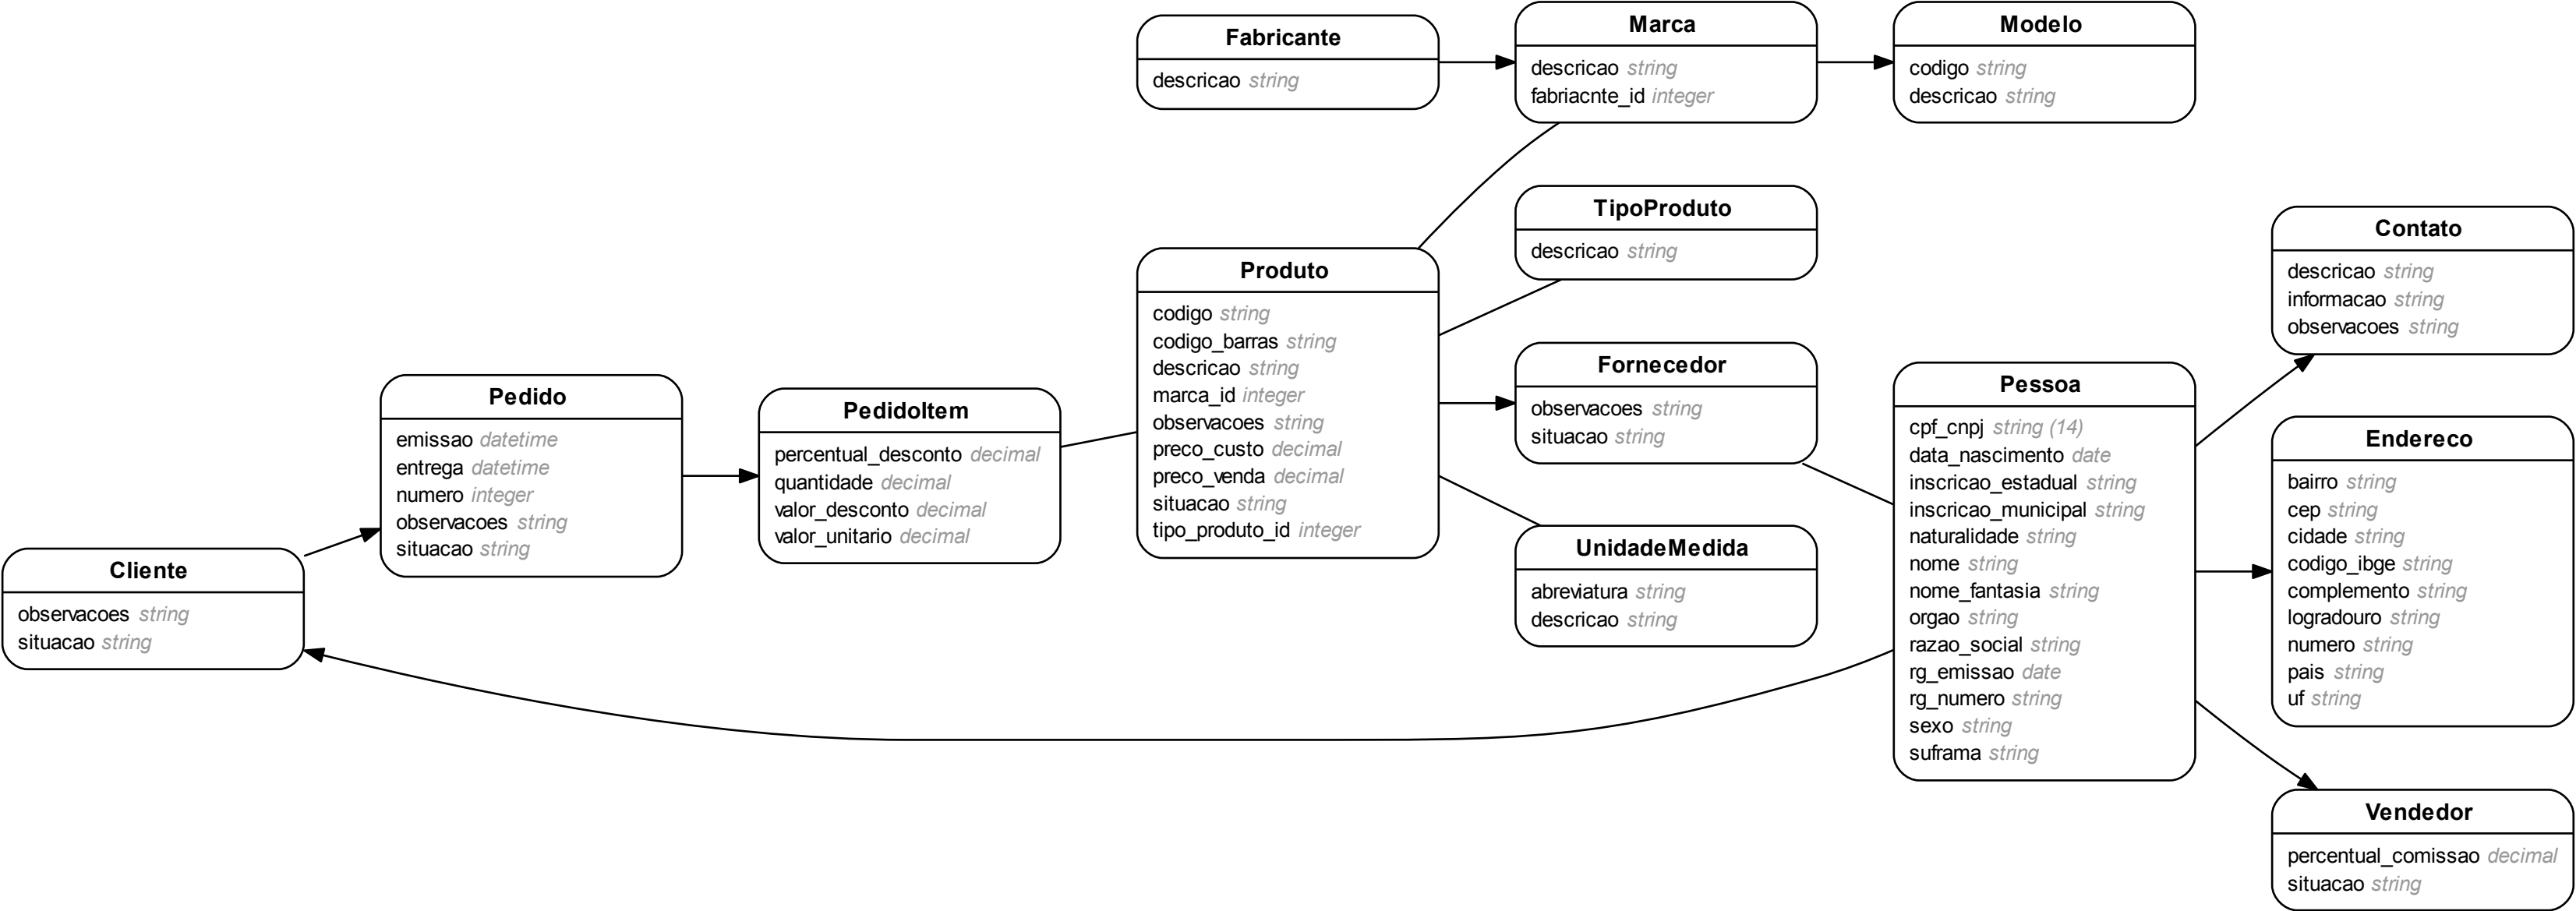 Fabricante
descricao string
Marca
descricao string
fabriacnte_id integer
Modelo
codigo string
descricao string
TipoProduto
descricao string
Contato
descricao string
informacao string
observacoes string
Produto
codigo string
codigo_barras string
descricao string
marca_id integer
observacoes string
preco_custo decimal
preco_venda decimal
situacao string
tipo_produto_id integer
Fornecedor
observacoes string
situacao string
Pessoa
cpf_cnpj string (14)
data_nascimento date
inscricao_estadual string
inscricao_municipal string
naturalidade string
nome string
nome_fantasia string
orgao string
razao_social string
rg_emissao date
rg_numero string
sexo string
suframa string
Pedido
emissao datetime
entrega datetime
numero integer
observacoes string
situacao string
PedidoItem
percentual_desconto decimal
quantidade decimal
valor_desconto decimal
valor_unitario decimal
Endereco
bairro string
cep string
cidade string
codigo_ibge string
complemento string
logradouro string
numero string
pais string
uf string
UnidadeMedida
abreviatura string
descricao string
Cliente
observacoes string
situacao string
Vendedor
percentual_comissao decimal
situacao string